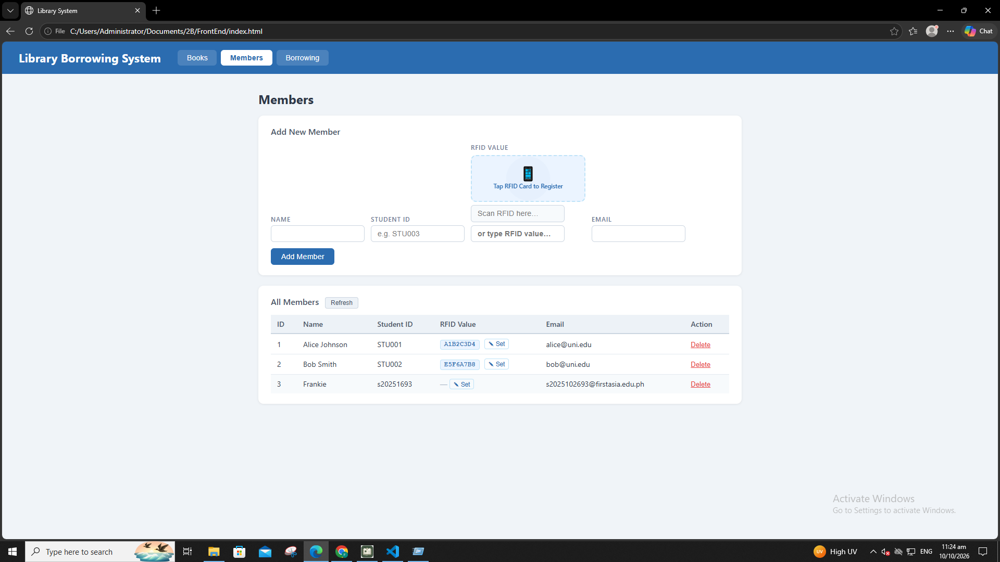 Library System
File C:/Users/Administrator/Documents/2B/FrontEnd/index.html
Chat
Library Borrowing System Books Members Borrowing
Members
Add New Member
RFID VALUE
Tap RFID Card to Register
Scan RFID here...
NAME STUDENT ID EMAIL
e.g. STU003 or type RFID value...
Add Member
All Members Refresh
ID Name Student ID RFID Value Email Action
1 Alice Johnson STU001 A1B2C3D4 Set alice@uni.edu Delete
2 Bob Smith STU002 E5F6A7B8 Set bob@uni.edu Delete
3 Frankie s20251693 — Set s2025102693@firstasia.edu.ph Delete
Activate Windows
Go to Settings to activate Windows.
Type here to search
UV High UV ENG 11:24 am
10/10/2026